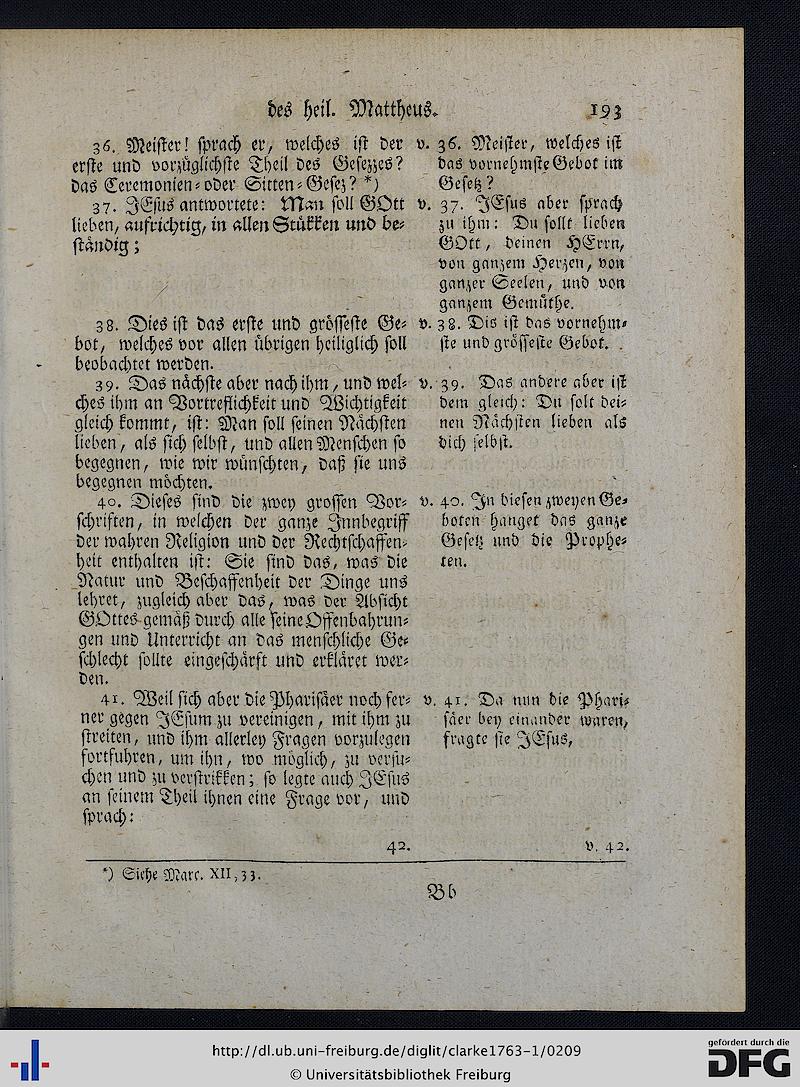 des heil. Mattheus. 193
36. Meister! sprach er, welches ist der
erste und vorzüglichste Theil des Gesezzes?
das Ceremonien-oder Sitten-Gesez? *)
37. JEsus antwortete: Man soll GOtt
lieben, aufrichtig, in allen Stükken und be-
ständig;
38. Dies ist das erste und grösseste Ge-
bot, welches vor allen übrigen heiliglich soll
beobachtet werden.
39. Das nächste aber nach ihm, und wel-
ches ihm an Vortreflichkeit und Wichtigkeit
gleich kommt, ist: Man soll seinen Nächsten
lieben, als sich selbst, und allen Menschen so
begegnen, wie wir wünschten, daß sie uns
begegnen möchten.
40. Dieses sind die zwey grossen Vor-
schriften, in welchen der ganze Innbegriff
der wahren Religion und der Rechtschaffen-
heit enthalten ist: Sie sind das, was die
Natur und Beschaffenheit der Dinge uns
lehret, zugleich aber das, was der Absicht
GOttes gemäß durch alle seine Offenbahrun-
gen und Unterricht an das menschliche Ge-
schlecht sollte eingeschärft und erkläret wer-
den.
41. Weil sich aber die Pharisäer noch fer-
ner gegen JEsum zu vereinigen, mit ihm zu
streiten, und ihm allerley Fragen vorzulegen
fortfuhren, um ihn, wo möglich, zu versu-
chen und zu verstrikken; so legte auch JEsus
an seinem Theil ihnen eine Frage vor, und
sprach:
42.
v. 36. Meister, welches ist
das vornehmste Gebot im
Gesetz?
v. 37. JEsus aber sprach
zu ihm: Du sollt lieben
GOtt, deinen HErrn,
von ganzem Herzen, von
ganzer Seelen, und von
ganzem Gemüthe.
v. 38. Dis ist das vornehm-
ste und grösseste Gebot.
v. 39. Das andere aber ist
dem gleich: Du solt dei-
nen Nächsten lieben als
dich selbst.
v. 40. In diesen zweyen Ge-
boten hanget das ganze
Gesetz und die Prophe-
ten.
v. 41. Da nun die Phari-
säer bey einander waren,
fragte sie JEsus,
v. 42.
*) Siehe Marc. XII, 33.
Bb
http://dl.ub.uni-freiburg.de/diglit/clarke1763-1/0209
© Universitätsbibliothek Freiburg
gefördert durch die
DFG